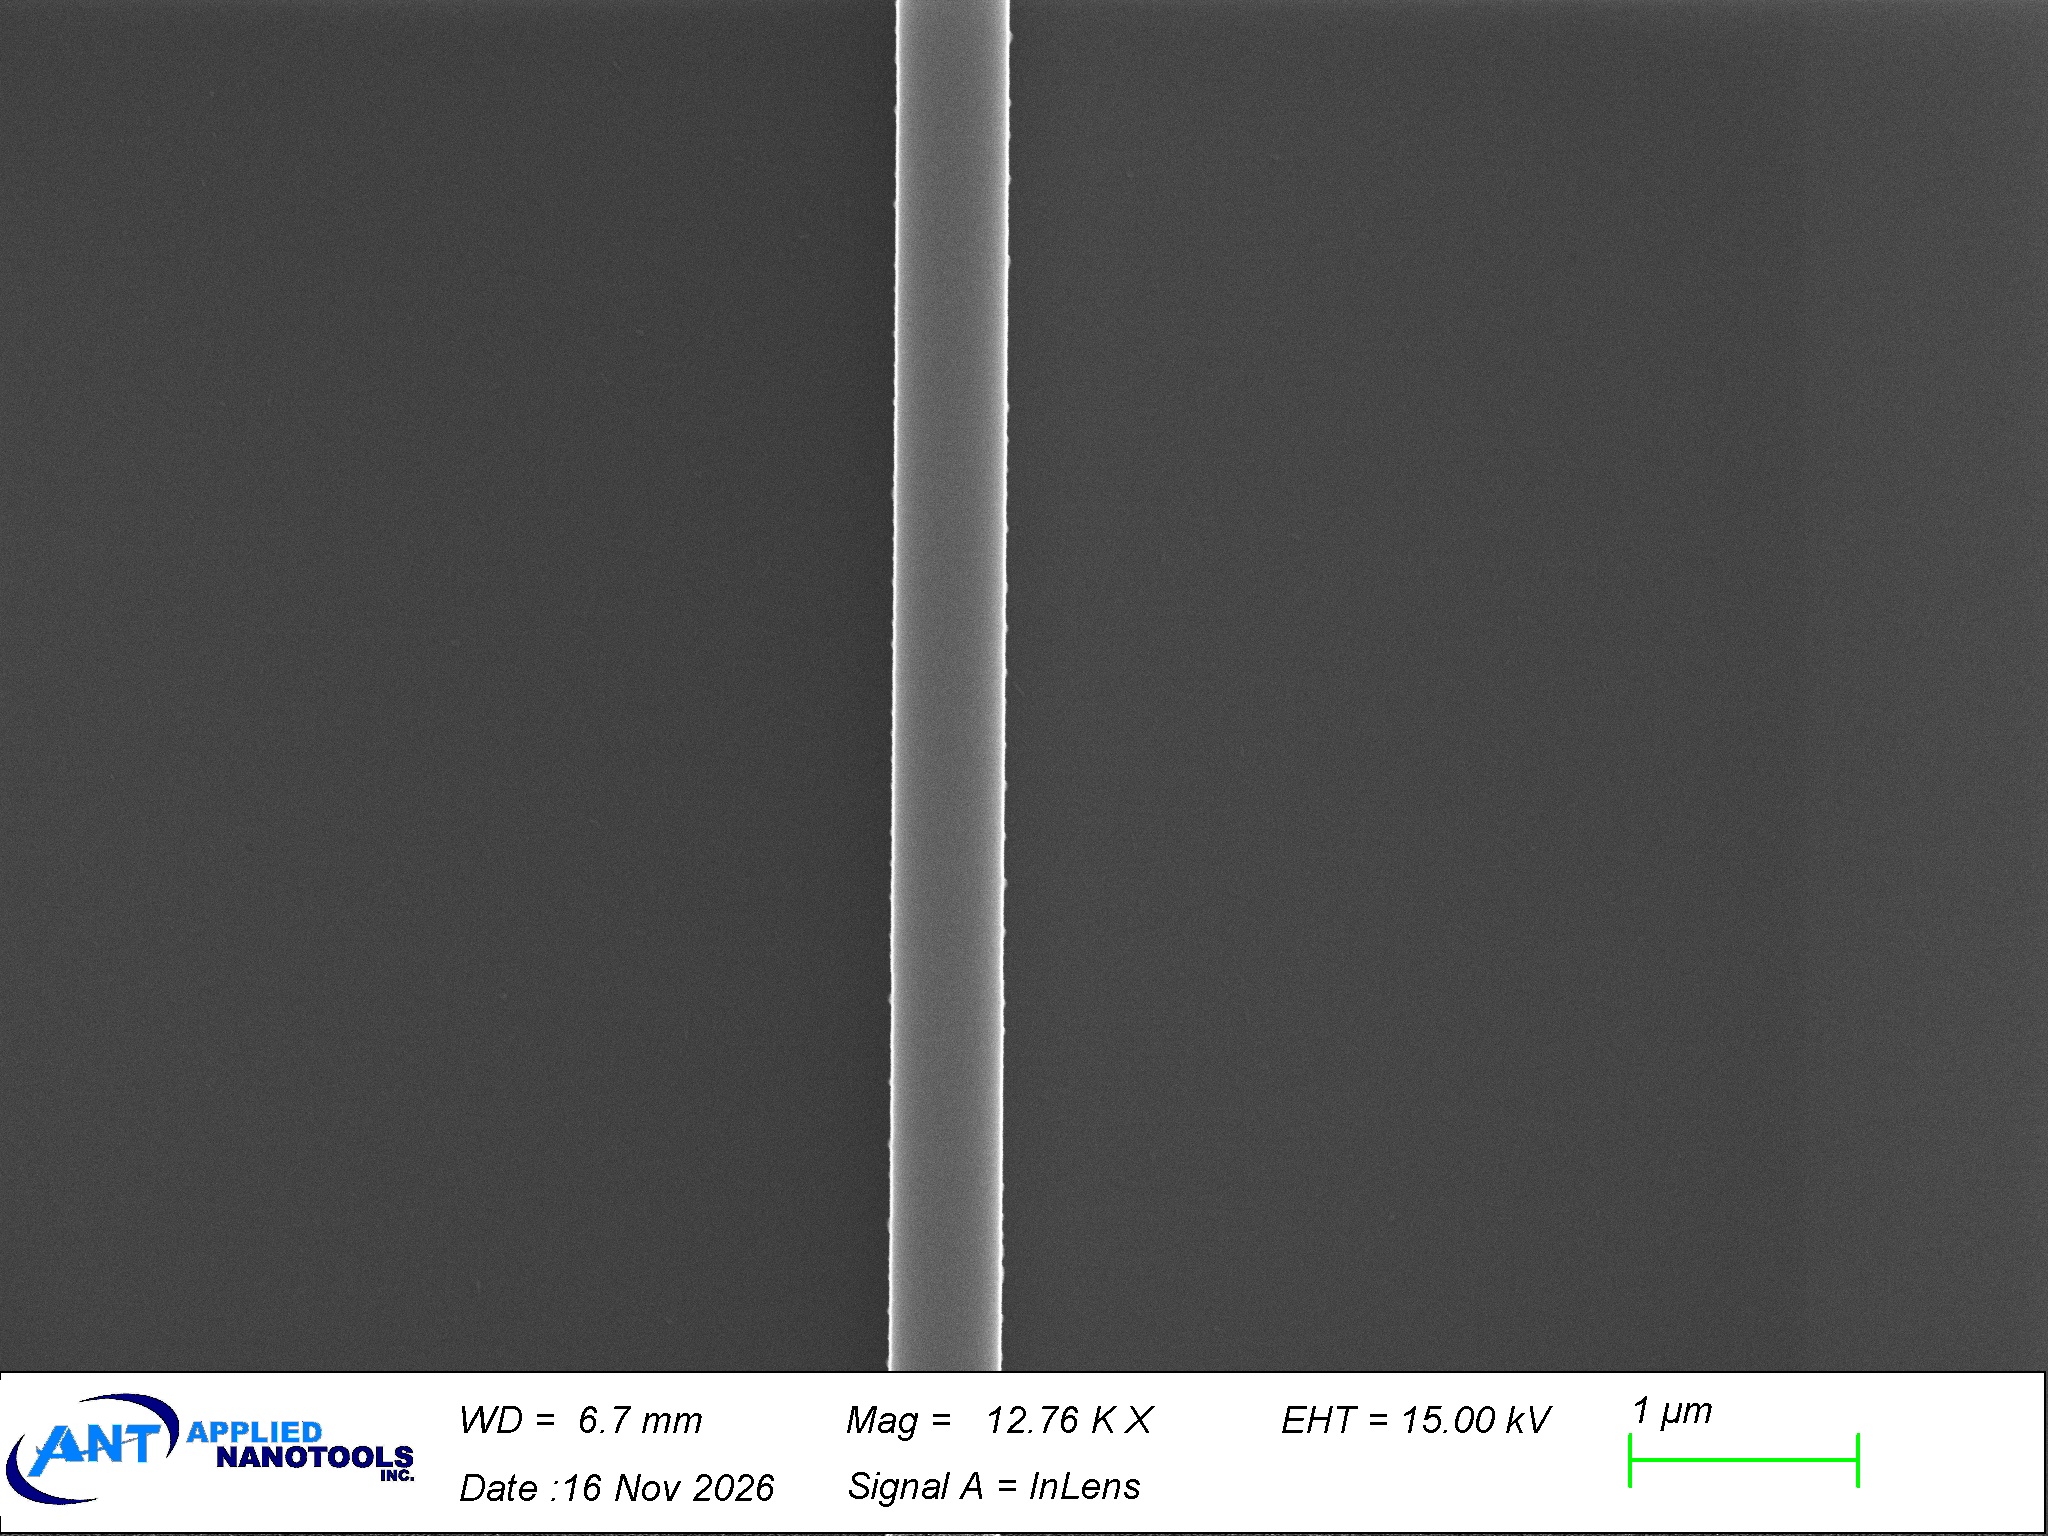 ANT APPLIED NANOTOOLS INC.
WD = 6.7 mm
Mag = 12.76 K X
EHT = 15.00 kV
1 µm
Date :16 Nov 2026
Signal A = InLens